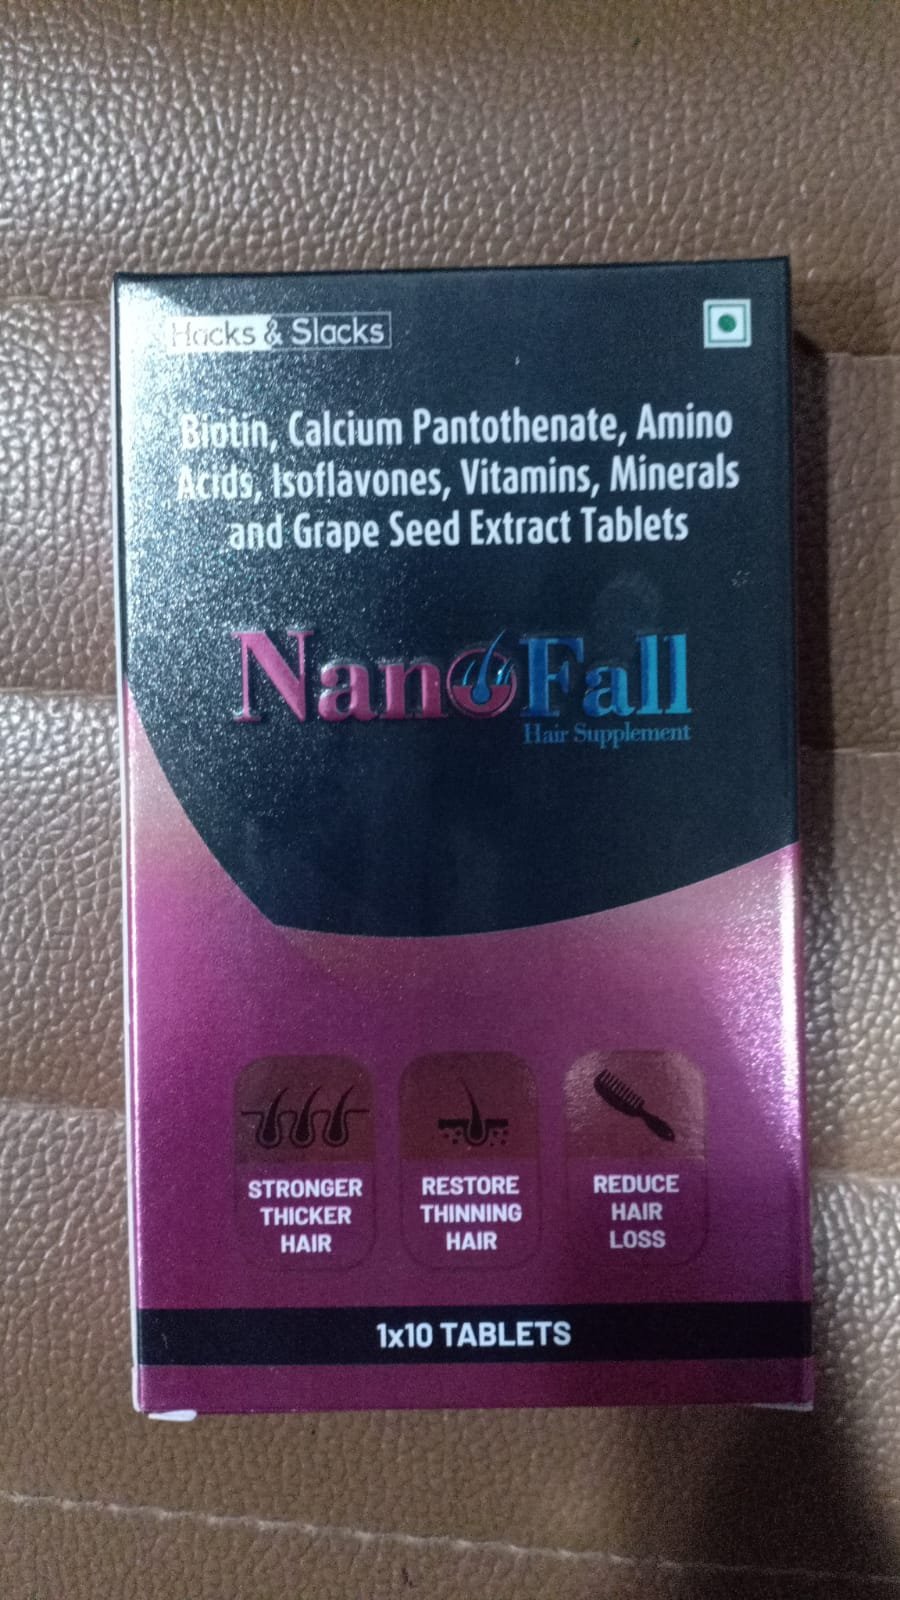 Hacks & Slacks
Biotin, Calcium Pantothenate, Amino
Acids, Isoflavones, Vitamins, Minerals
and Grape Seed Extract Tablets
NanoFall
Hair Supplement
STRONGER
THICKER
HAIR
RESTORE
THINNING
HAIR
REDUCE
HAIR
LOSS
1x10 TABLETS